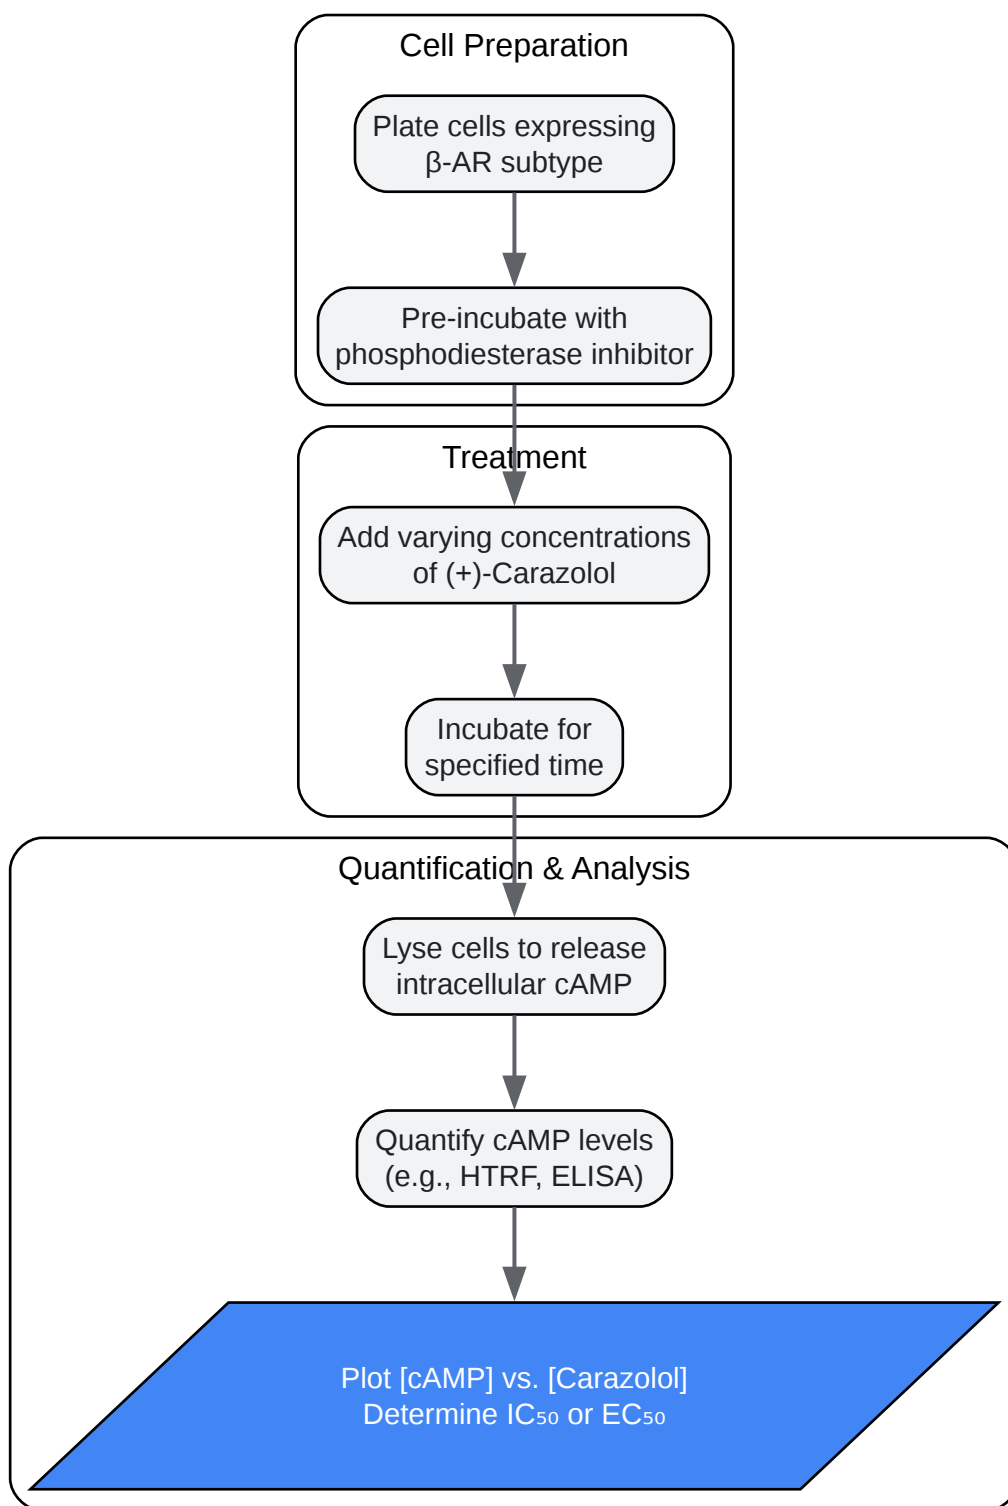 Cell Preparation
Plate cells expressing
β-AR subtype
Pre-incubate with
phosphodiesterase inhibitor
Treatment
Add varying concentrations
of (+)-Carazolol
Incubate for
specified time
Quantification & Analysis
Lyse cells to release
intracellular cAMP
Quantify cAMP levels
(e.g., HTRF, ELISA)
Plot [cAMP] vs. [Carazolol]
Determine IC₅₀ or EC₅₀